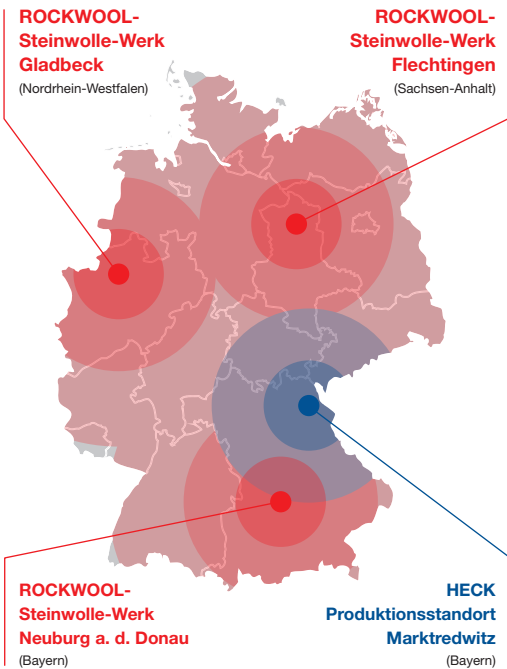 ROCKWOOL-
Steinwolle-Werk
Gladbeck
(Nordrhein-Westfalen)
ROCKWOOL-
Steinwolle-Werk
Flechtingen
(Sachsen-Anhalt)
ROCKWOOL-
Steinwolle-Werk
Neuburg a. d. Donau
(Bayern)
HECK
Produktionsstandort
Marktredwitz
(Bayern)